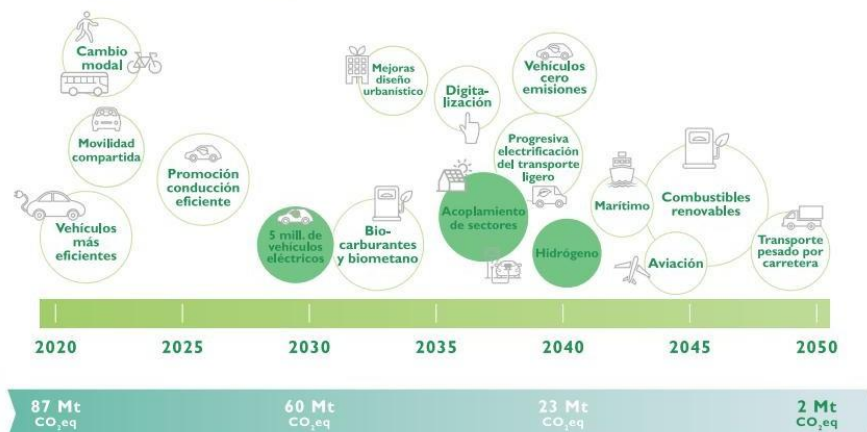 Cambio
modal
Movilidad
compartida
Vehículos
más
eficientes
Promoción
conducción
eficiente
5 mill. de
vehículos
eléctricos
Mejoras
diseño
urbanístico
Bio-
carburantes
y biometano
Digita-
lización
Acoplamiento
de sectores
Vehículos
cero
emisiones
Progresiva
electrificación
del transporte
ligero
Hidrógeno
Marítimo
Aviación
Combustibles
renovables
Transporte
pesado por
carretera
2020 2025 2030 2035 2040 2045 2050
87 Mt 60 Mt 23 Mt 2 Mt
CO₂eq CO₂eq CO₂eq CO₂eq